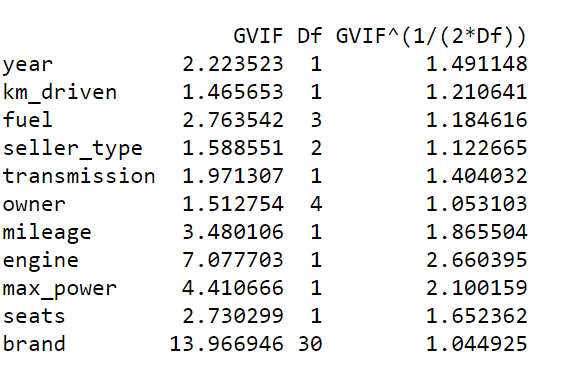 GVIF Df GVIF^(1/(2*Df))
year 2.223523 1 1.491148
km_driven 1.465653 1 1.210641
fuel 2.763542 3 1.184616
seller_type 1.588551 2 1.122665
transmission 1.971307 1 1.404032
owner 1.512754 4 1.053103
mileage 3.480106 1 1.865504
engine 7.077703 1 2.660395
max_power 4.410666 1 2.100159
seats 2.730299 1 1.652362
brand 13.966946 30 1.044925